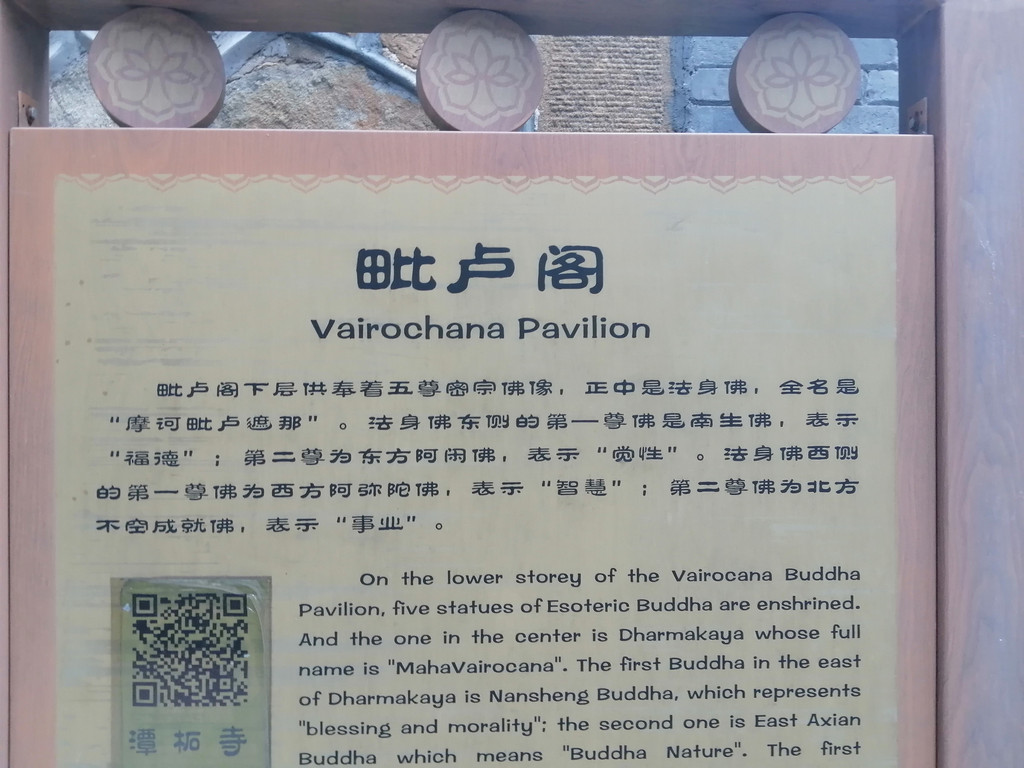 毗卢阁
Vairochana Pavilion
毗卢阁下层供奉着五尊密宗佛像，正中是法身佛，全名是
“摩诃毗卢遮那”。法身佛东侧的第一尊佛是南生佛，表示
“福德”；第二尊为东方阿闲佛，表示“觉性”。法身佛西侧
的第一尊佛为西方阿弥陀佛，表示“智慧”；第二尊佛为北方
不空成就佛，表示“事业”。
On the lower storey of the Vairocana Buddha
Pavilion, five statues of Esoteric Buddha are enshrined.
And the one in the center is Dharmakaya whose full
name is "MahaVairocana". The first Buddha in the east
of Dharmakaya is Nansheng Buddha, which represents
"blessing and morality"; the second one is East Axian
Buddha which means "Buddha Nature". The first
潭柘寺